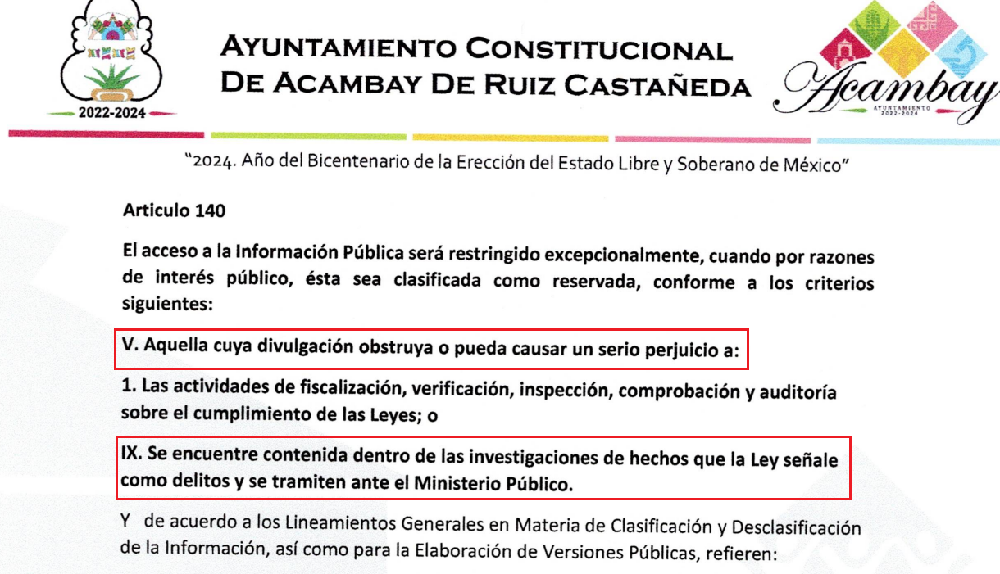 2022-2024
AYUNTAMIENTO CONSTITUCIONAL
DE ACAMBAY DE RUIZ CASTAÑEDA
Acambay
AYUNTAMIENTO
2022-2024
“2024. Año del Bicentenario de la Erección del Estado Libre y Soberano de México”
Articulo 140
El acceso a la Información Pública será restringido excepcionalmente, cuando por razones
de interés público, ésta sea clasificada como reservada, conforme a los criterios
siguientes:
V. Aquella cuya divulgación obstruya o pueda causar un serio perjuicio a:
1. Las actividades de fiscalización, verificación, inspección, comprobación y auditoría
sobre el cumplimiento de las Leyes; o
IX. Se encuentre contenida dentro de las investigaciones de hechos que la Ley señale
como delitos y se tramiten ante el Ministerio Público.
Y de acuerdo a los Lineamientos Generales en Materia de Clasificación y Desclasificación
de la Información, así como para la Elaboración de Versiones Públicas, refieren: